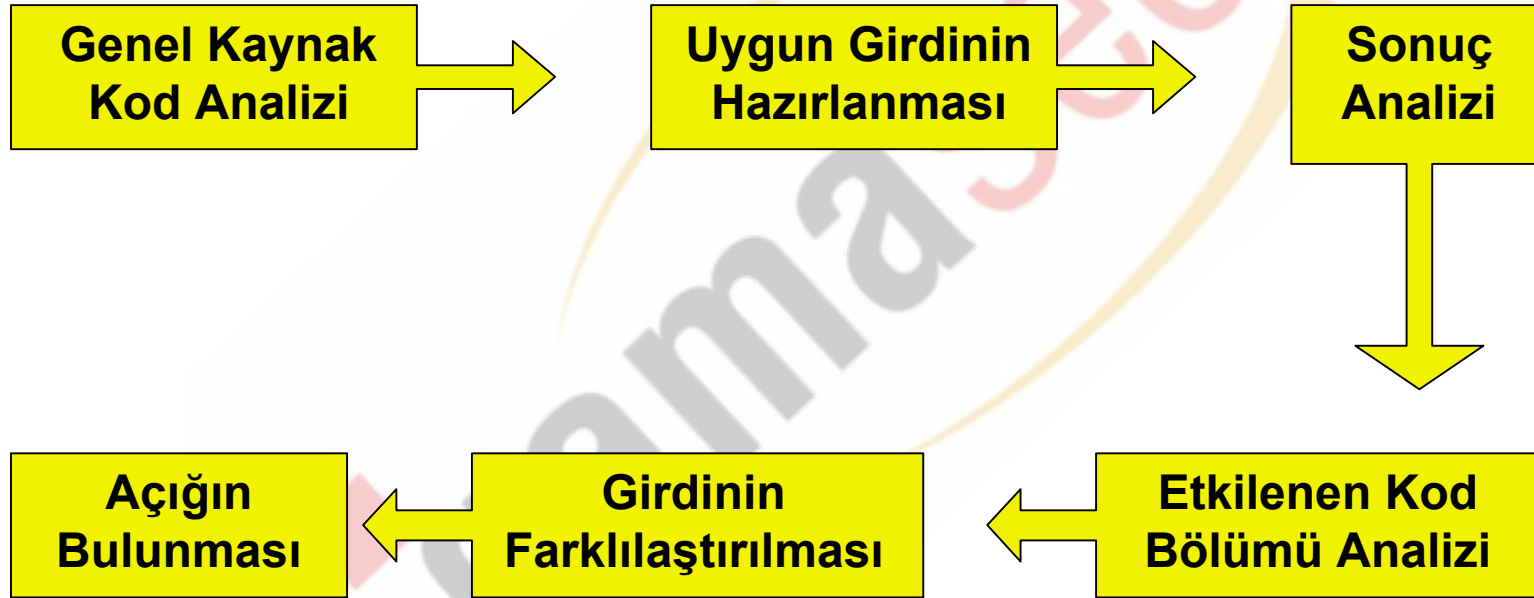 Genel Kaynak
Kod Analizi
Uygun Girdinin
Hazırlanması
Sonuç
Analizi
Etkilenen Kod
Bölümü Analizi
Girdinin
Farklılaştırılması
Açığın
Bulunması